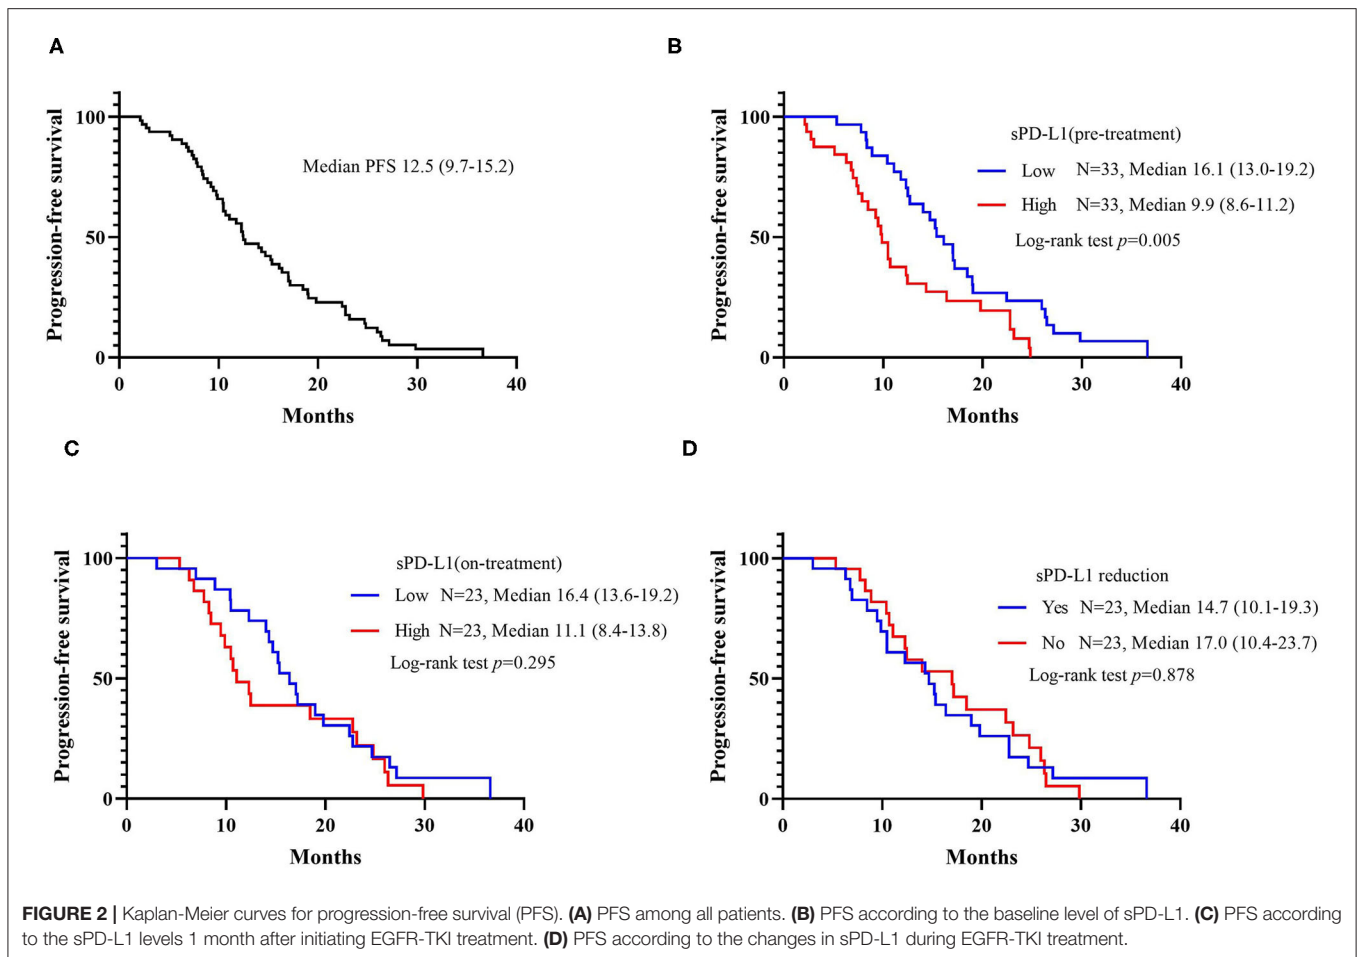 A
Progression-free survival
100
50
0
Median PFS 12.5 (9.7-15.2)
0 10 20 30 40
Months
B
Progression-free survival
100
50
0
sPD-L1(pre-treatment)
Low N=33, Median 16.1 (13.0-19.2)
High N=33, Median 9.9 (8.6-11.2)
Log-rank test p=0.005
0 10 20 30 40
Months
C
Progression-free survival
100
50
0
sPD-L1(on-treatment)
Low N=23, Median 16.4 (13.6-19.2)
High N=23, Median 11.1 (8.4-13.8)
Log-rank test p=0.295
0 10 20 30 40
Months
D
Progression-free survival
100
50
0
sPD-L1 reduction
Yes N=23, Median 14.7 (10.1-19.3)
No N=23, Median 17.0 (10.4-23.7)
Log-rank test p=0.878
0 10 20 30 40
Months
FIGURE 2 | Kaplan-Meier curves for progression-free survival (PFS). (A) PFS among all patients. (B) PFS according to the baseline level of sPD-L1. (C) PFS according
to the sPD-L1 levels 1 month after initiating EGFR-TKI treatment. (D) PFS according to the changes in sPD-L1 during EGFR-TKI treatment.